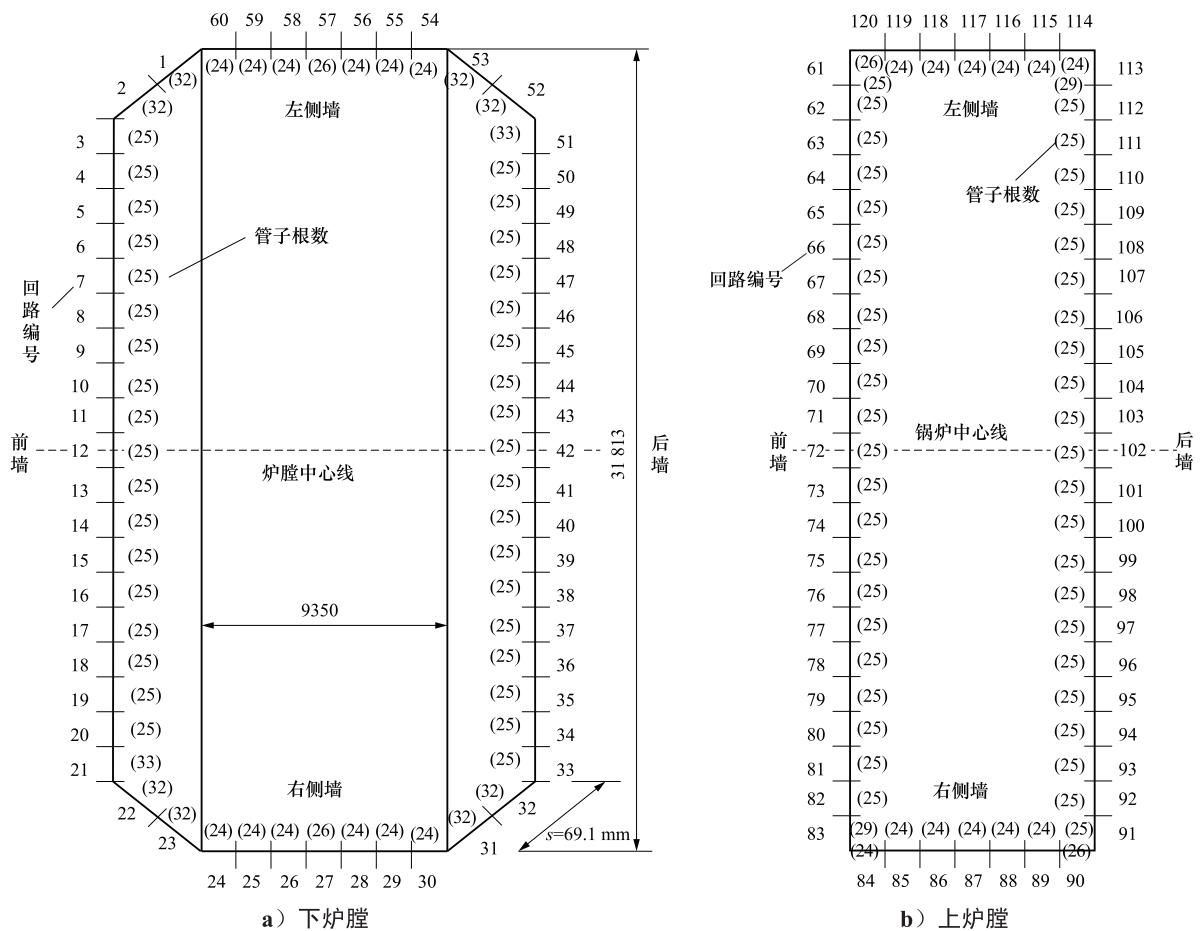 60 59 58 57 56 55 54
(24) (24) (24) (26) (24) (24) (24)
1 (32) (32) 53
2 (32) (32) 52
左侧墙
3 (25) (33) 51
4 (25) (25) 50
5 (25) (25) 49
管子根数
6 (25) (25) 48
7 (25) (25) 47
回路编号
8 (25) (25) 46
9 (25) (25) 45
10 (25) (25) 44
11 (25) (25) 43
前墙
12 (25) (25) 42
后墙
31 813
炉膛中心线
13 (25) (25) 41
14 (25) (25) 40
15 (25) (25) 39
16 (25) (25) 38
9350
17 (25) (25) 37
18 (25) (25) 36
19 (25) (25) 35
20 (25) (25) 34
21 (33) (25) 33
右侧墙
22 (32) (32) 32
23 (32) (32) 31
s=69.1 mm
(24) (24) (24) (26) (24) (24) (24)
24 25 26 27 28 29 30
a）下炉膛
120 119 118 117 116 115 114
(26) (24) (24) (24) (24) (24) (24)
61 (25) (29) 113
62 (25) (25) 112
左侧墙
63 (25) (25) 111
64 (25) (25) 110
管子根数
65 (25) (25) 109
66 (25) (25) 108
回路编号
67 (25) (25) 107
68 (25) (25) 106
69 (25) (25) 105
70 (25) (25) 104
71 (25) (25) 103
锅炉中心线
前墙
72 (25) (25) 102
后墙
73 (25) (25) 101
74 (25) (25) 100
75 (25) (25) 99
76 (25) (25) 98
77 (25) (25) 97
78 (25) (25) 96
79 (25) (25) 95
80 (25) (25) 94
81 (25) (25) 93
82 (25) (25) 92
右侧墙
83 (29) (24) (24) (24) (24) (24) (25) 91
(24) (26)
84 85 86 87 88 89 90
b）上炉膛